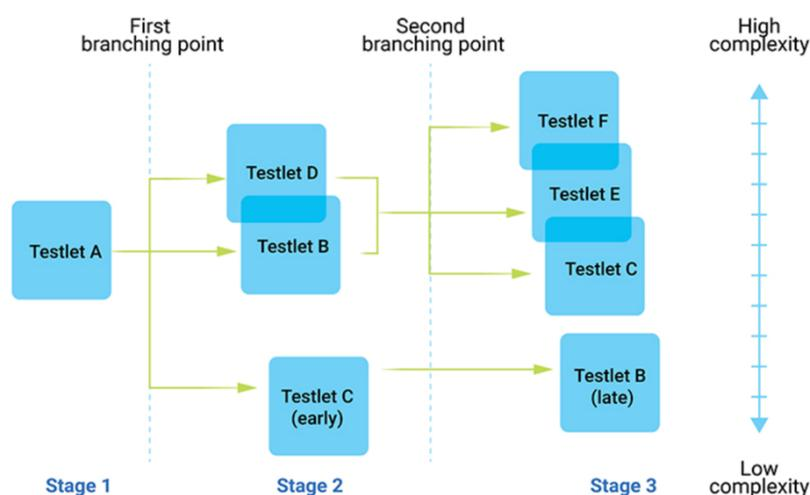 First
branching point
Second
branching point
High
complexity
Testlet F
Testlet D
Testlet E
Testlet A
Testlet B
Testlet C
Testlet C
(early)
Testlet B
(late)
Low
complexity
Stage 1
Stage 2
Stage 3